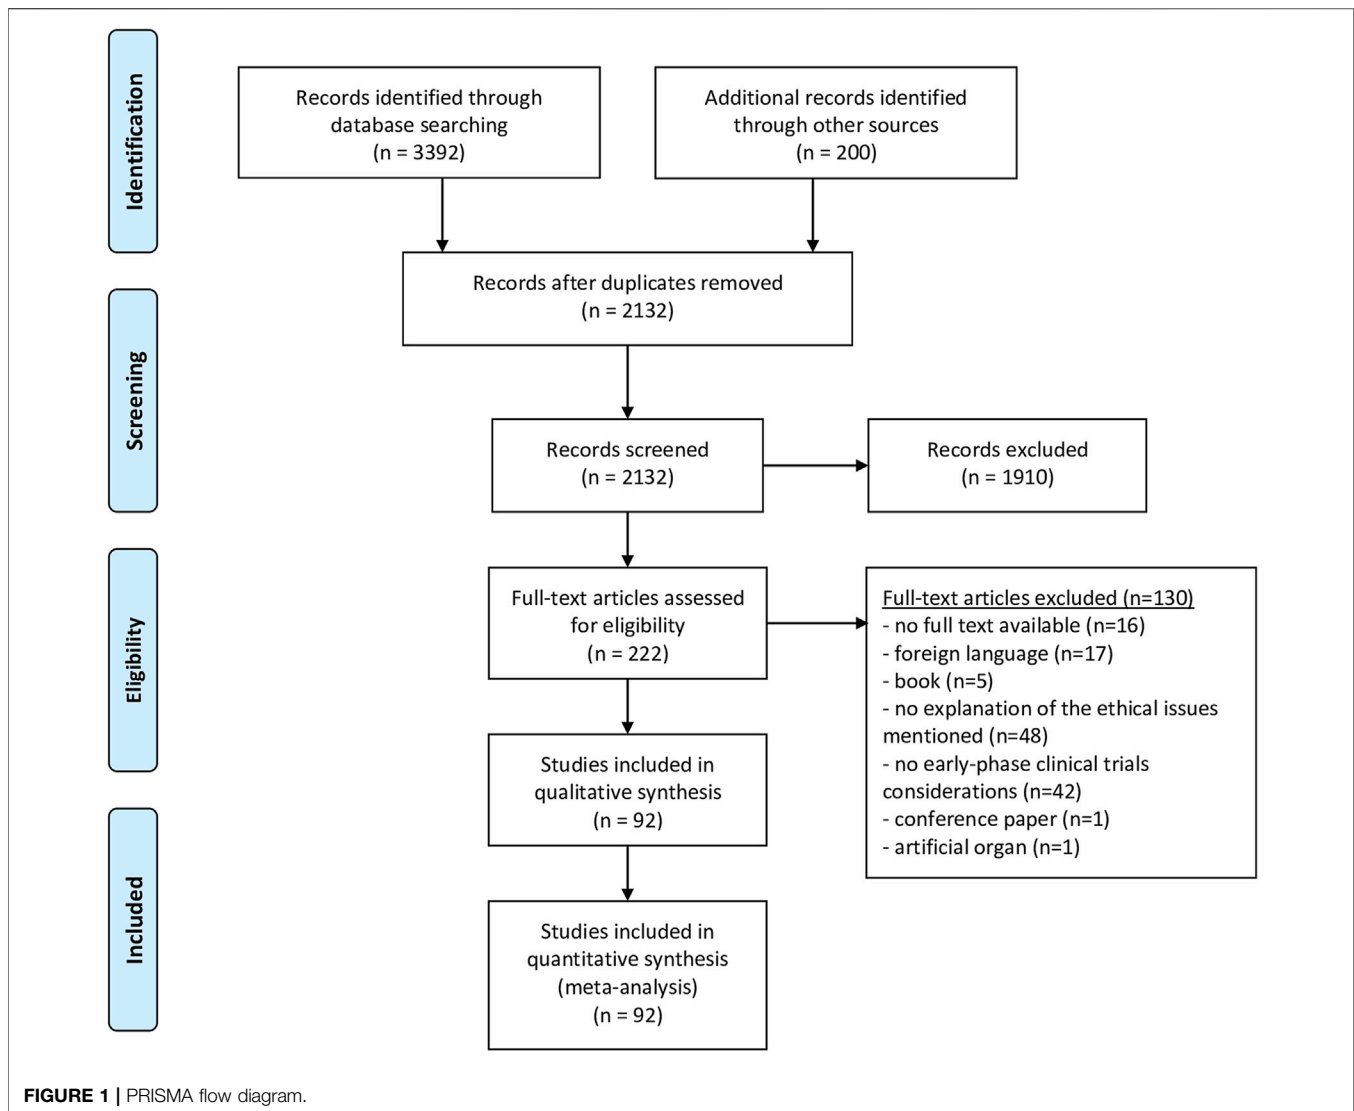 Identification
Records identified through
database searching
(n = 3392)
Additional records identified
through other sources
(n = 200)
Records after duplicates removed
(n = 2132)
Screening
Records screened
(n = 2132)
Records excluded
(n = 1910)
Eligibility
Full-text articles assessed
for eligibility
(n = 222)
Full-text articles excluded (n=130)
- no full text available (n=16)
- foreign language (n=17)
- book (n=5)
- no explanation of the ethical issues
mentioned (n=48)
- no early-phase clinical trials
considerations (n=42)
- conference paper (n=1)
- artificial organ (n=1)
Studies included in
qualitative synthesis
(n = 92)
Included
Studies included in
quantitative synthesis
(meta-analysis)
(n = 92)
FIGURE 1 | PRISMA flow diagram.